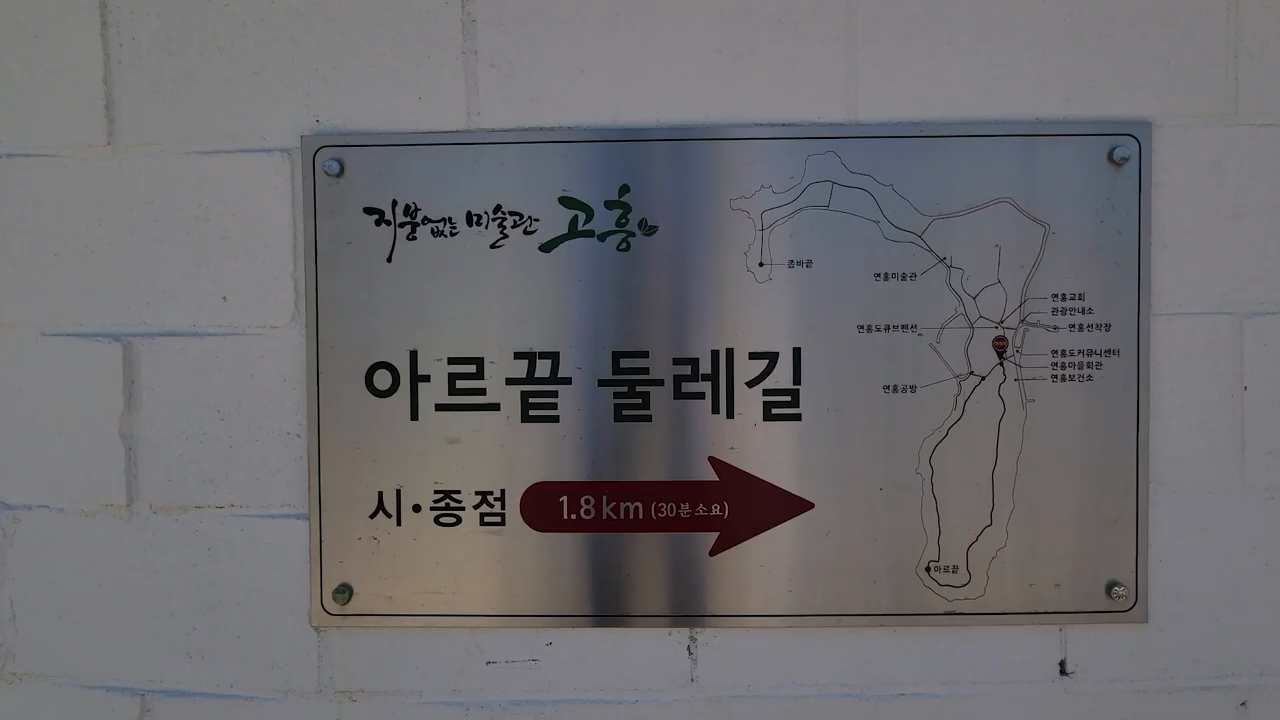 지붕없는 미술관 고흥
아르끝 둘레길
시·종점 1.8km (30분소요)
좀바끝
연홍미술관
연홍교회
관광안내소
연홍도큐브펜션
연홍선착장
연홍도커뮤니센터
연홍마을회관
연홍보건소
연홍공방
아르끝